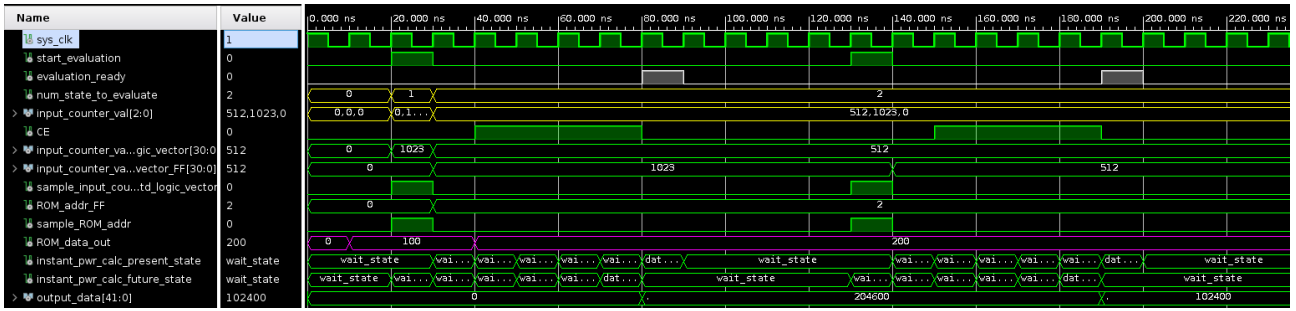 Name Value 0.000 ns 20.000 ns 40.000 ns 60.000 ns 80.000 ns 100.000 ns 120.000 ns 140.000 ns 160.000 ns 180.000 ns 200.000 ns 220.000 ns
sys_clk 1
start_evaluation 0
evaluation_ready 0
num_state_to_evaluate 2 0 1 2
input_counter_val[2:0] 512,1023,0 0,0,0 0,1... 512,1023,0
CE 0
input_counter_va...gic_vector[30:0 512 0 1023 512
input_counter_va...vector_FF[30:0] 512 0 1023 512
sample_input_cou...td_logic_vector 0
ROM_addr_FF 2 0 2
sample_ROM_addr 0
ROM_data_out 200 0 100 200
instant_pwr_calc_present_state wait_state wait_state wai... wai... wai... wai... wai... dat... wait_state wai... wai... wai... wai... wai... dat... wait_state
instant_pwr_calc_future_state wait_state wait_state wai... wai... wai... wai... wai... dat... wait_state wai... wai... wai... wai... wai... dat... wait_state
output_data[41:0] 102400 0 . 204600 . 102400